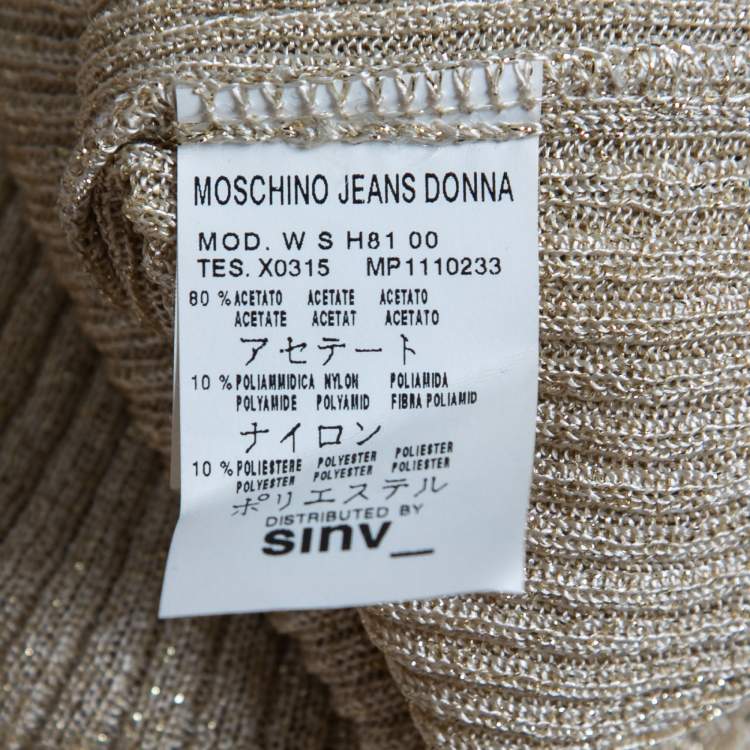 MOSCHINO JEANS DONNA
MOD. W S H81 00
TES. X0315 MP1110233
80 % ACETATO ACETATE ACETATO
ACETATE ACETAT ACETATO
アセテート
10 % POLIAMMIDICA NYLON POLIAMIDA
POLYAMIDE POLYAMID FIBRA POLIAMID
ナイロン
10 % POLIESTERE POLYESTER POLYESTER
POLYESTER POLYESTER POLIESTER
ポリエステル
DISTRIBUTED BY
sinv_